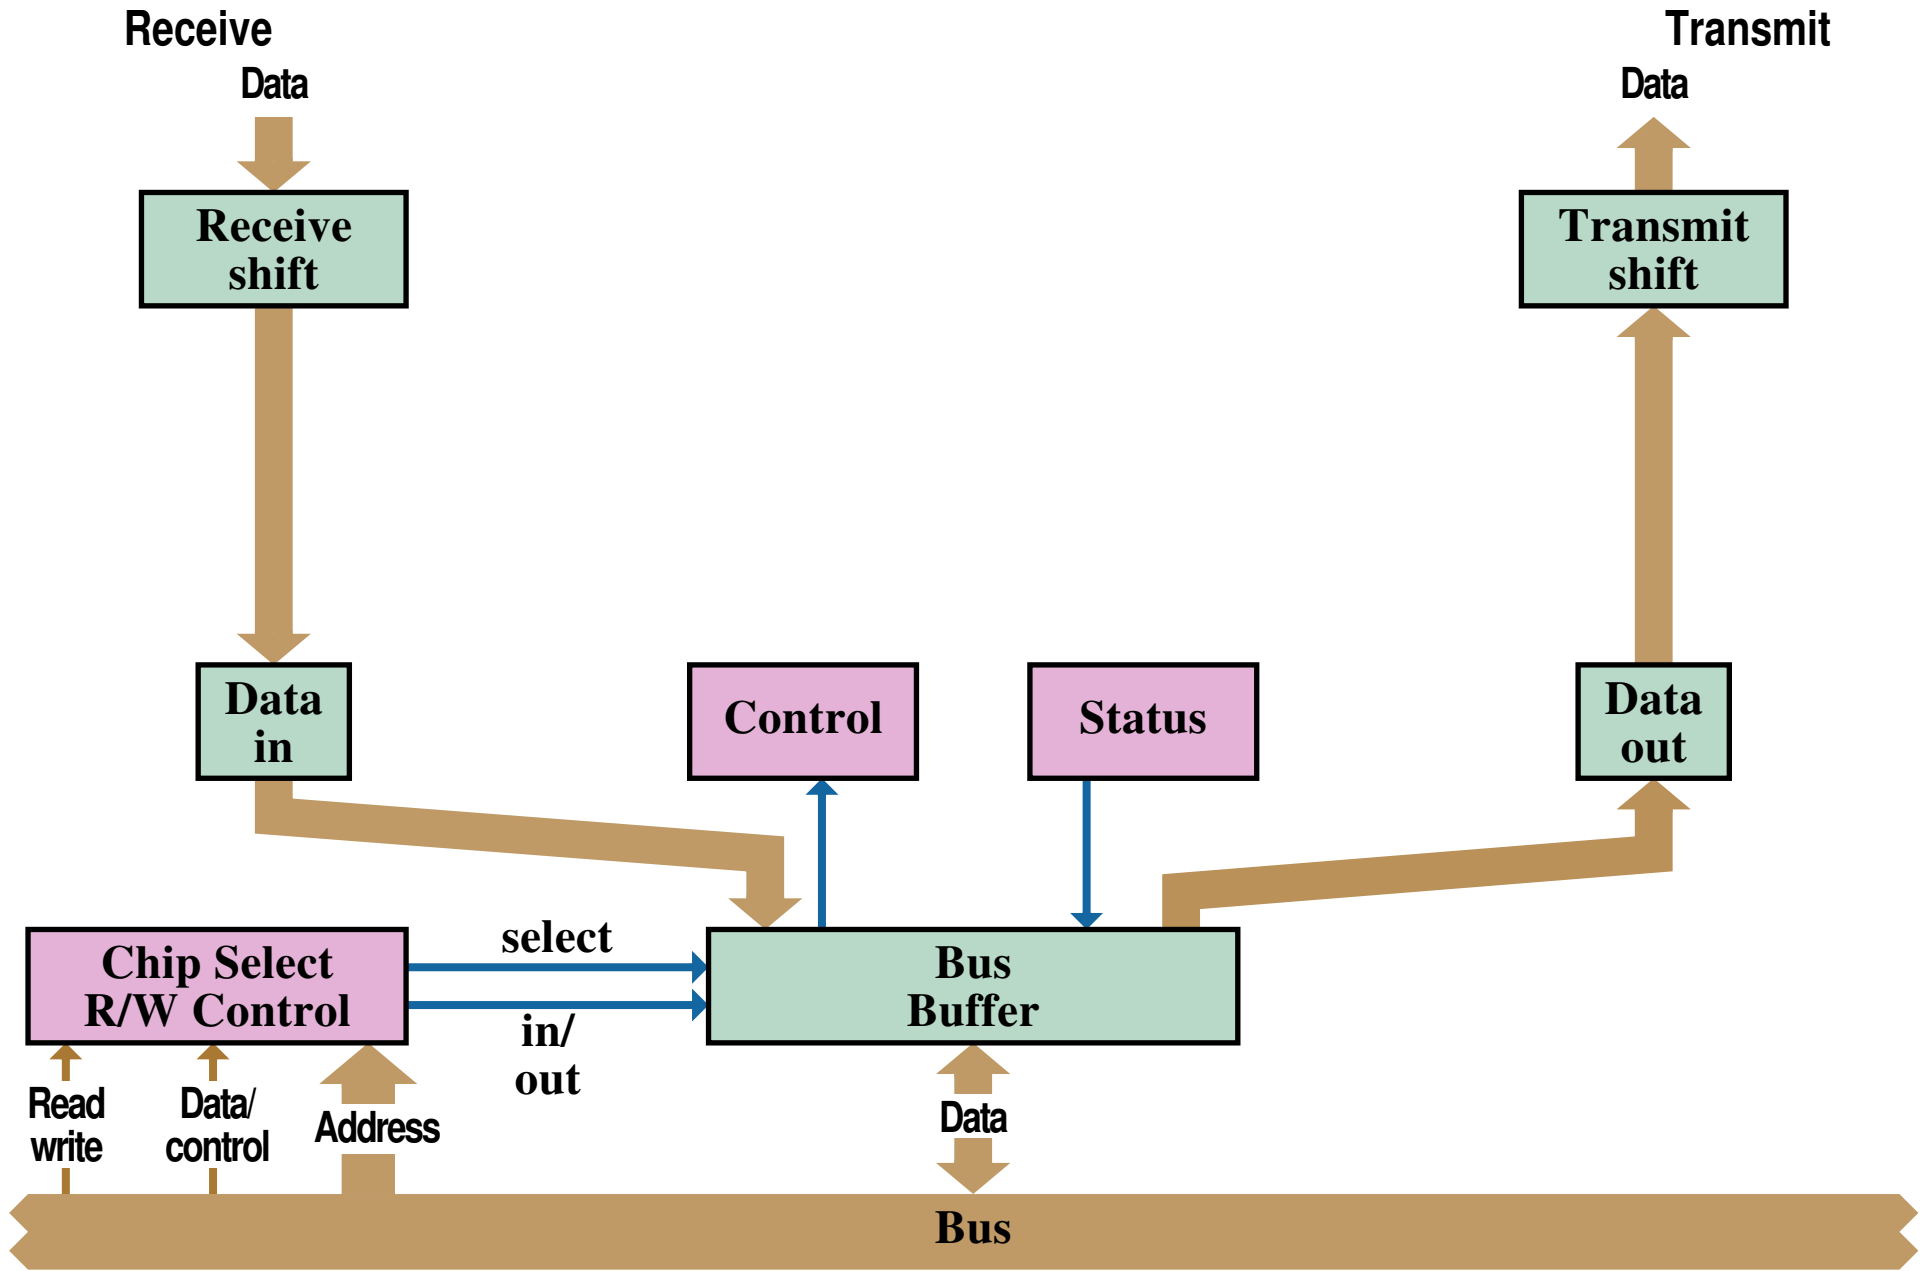 Receive
Transmit
Data
Data
Receive
shift
Transmit
shift
Data
in
Control
Status
Data
out
Chip Select
R/W Control
select
in/
out
Bus
Buffer
Read
write
Data/
control
Address
Data
Bus